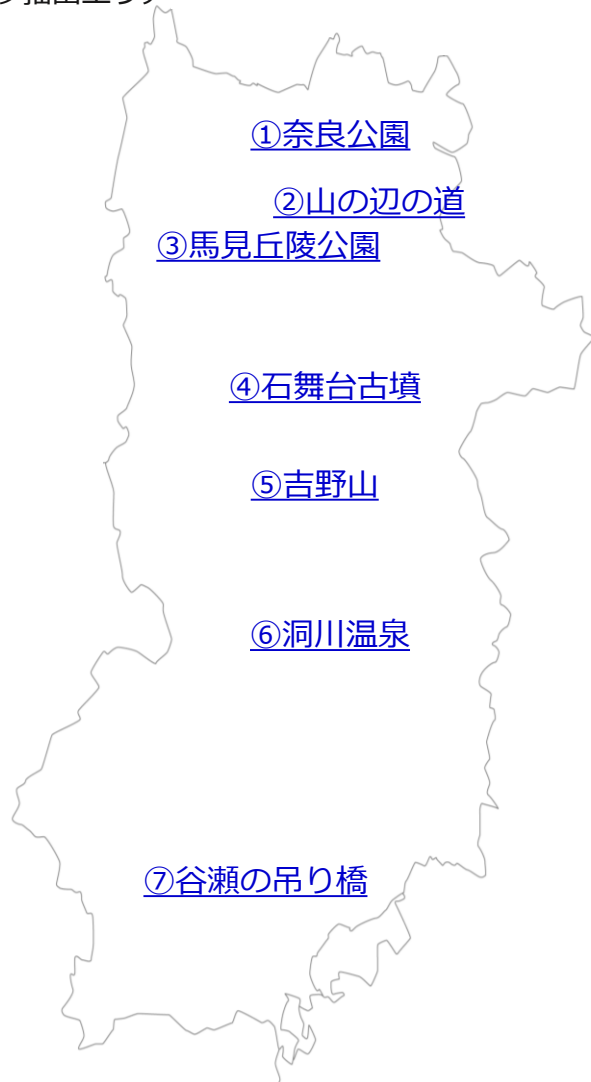 ①奈良公園
②山の辺の道
③馬見丘陵公園
④石舞台古墳
⑤吉野山
⑥洞川温泉
⑦谷瀬の吊り橋